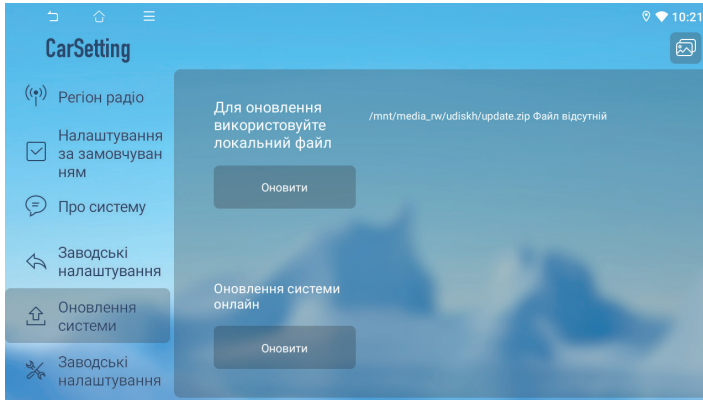 10:21
CarSetting
Регіон радіо
Налаштування
за замовчуван
ням
Про систему
Заводські
налаштування
Оновлення
системи
Заводські
налаштування
Для оновлення
використовуйте
локальний файл
/mnt/media_rw/udiskh/update.zip Файл відсутній
Оновити
Оновлення системи
онлайн
Оновити